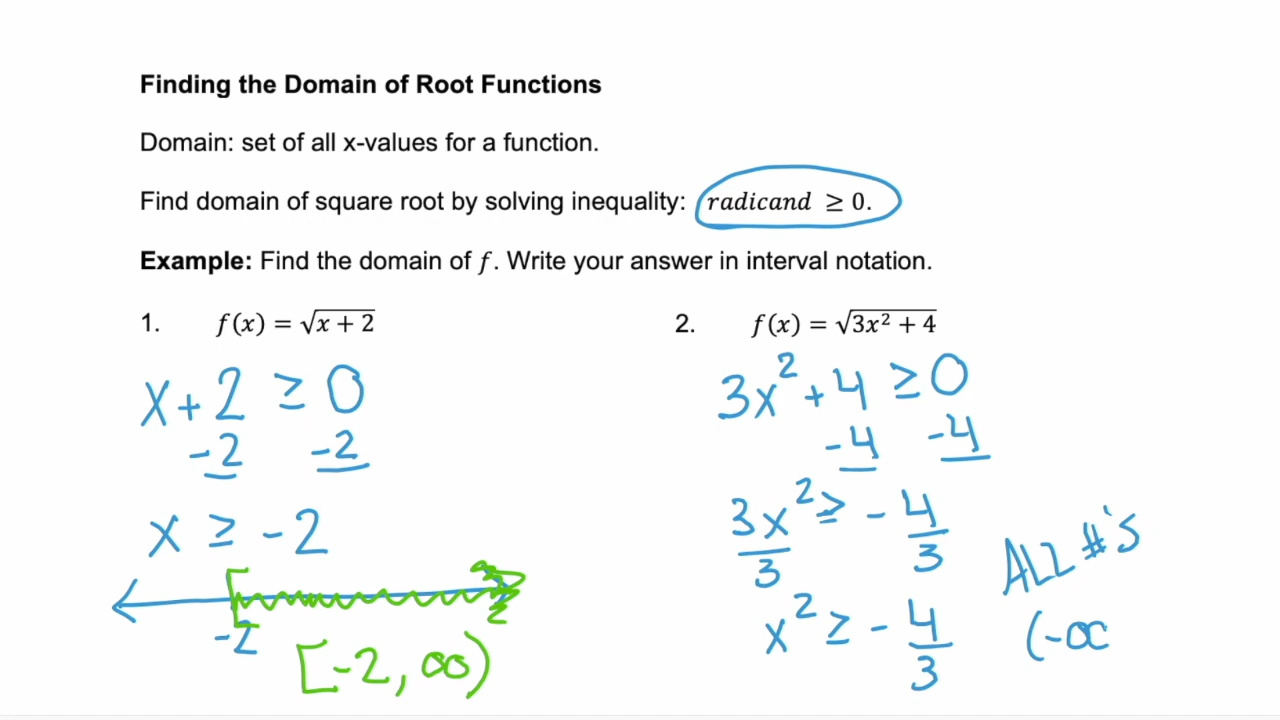 Finding the Domain of Root Functions
Domain: set of all x-values for a function.
Find domain of square root by solving inequality: radicand ≥ 0.
Example: Find the domain of f. Write your answer in interval notation.
1. f(x) = √x + 2
x + 2 ≥ 0
-2 -2
x ≥ -2
-2
[-2, ∞)
2. f(x) = √3x² + 4
3x² + 4 ≥ 0
-4 -4
3x² ≥ -4
3 3
x² ≥ -4
3
ALL #'S
(-∞